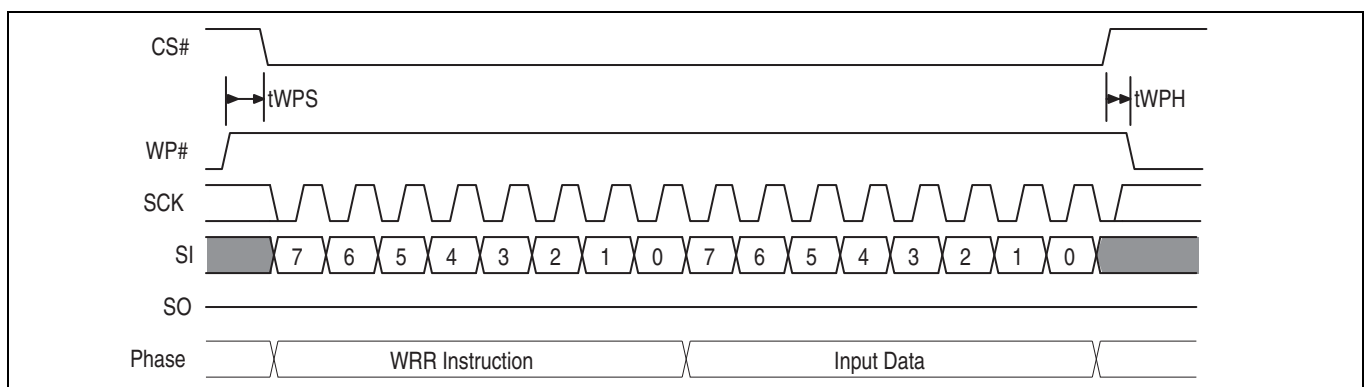 CS#
tWPS
tWPH
WP#
SCK
SI 7 6 5 4 3 2 1 0 7 6 5 4 3 2 1 0
SO
Phase WRR Instruction Input Data